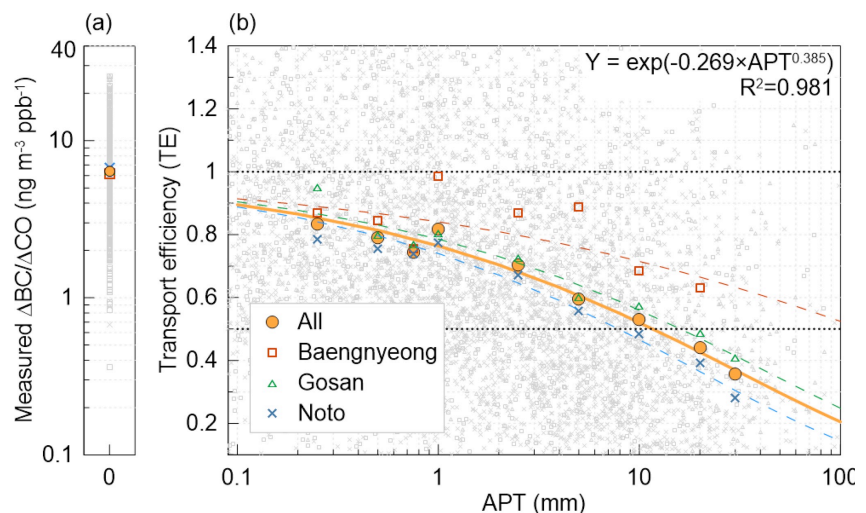 (a)
(b)
Measured ΔBC/ΔCO (ng m⁻³ ppb⁻¹)
40
10
1
0.1
0
Transport efficiency (TE)
1.4
1.2
1
0.8
0.6
0.4
0.2
Y = exp(-0.269×APT^0.385)
R²=0.981
All
Baengnyeong
Gosan
Noto
0.1
1
10
100
APT (mm)